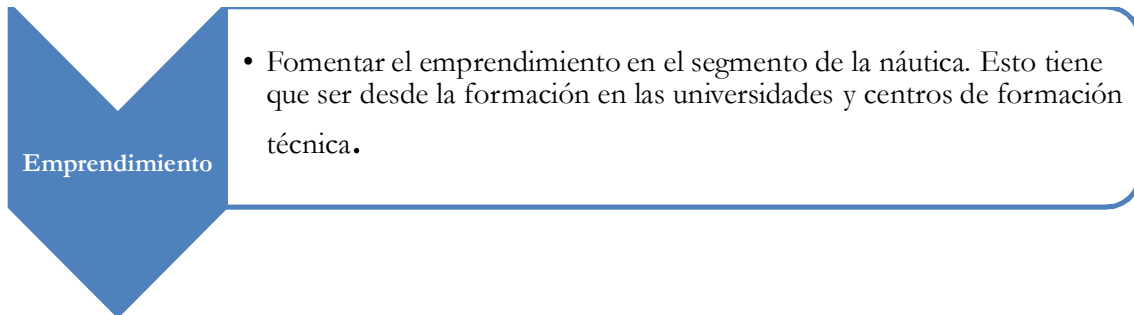 • Fomentar el emprendimiento en el segmento de la náutica. Esto tiene
que ser desde la formación en las universidades y centros de formación
técnica.
Emprendimiento